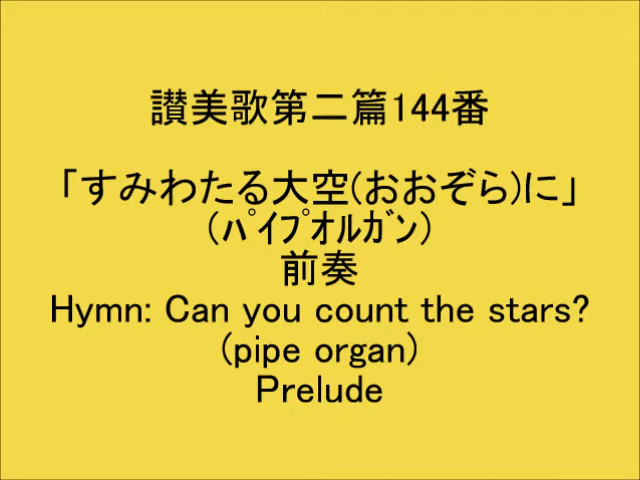 讃美歌第二篇144番
「すみわたる大空(おおぞら)に」
(ﾊﾟｲﾌﾟｵﾙｶﾞﾝ)
前奏
Hymn: Can you count the stars?
(pipe organ)
Prelude